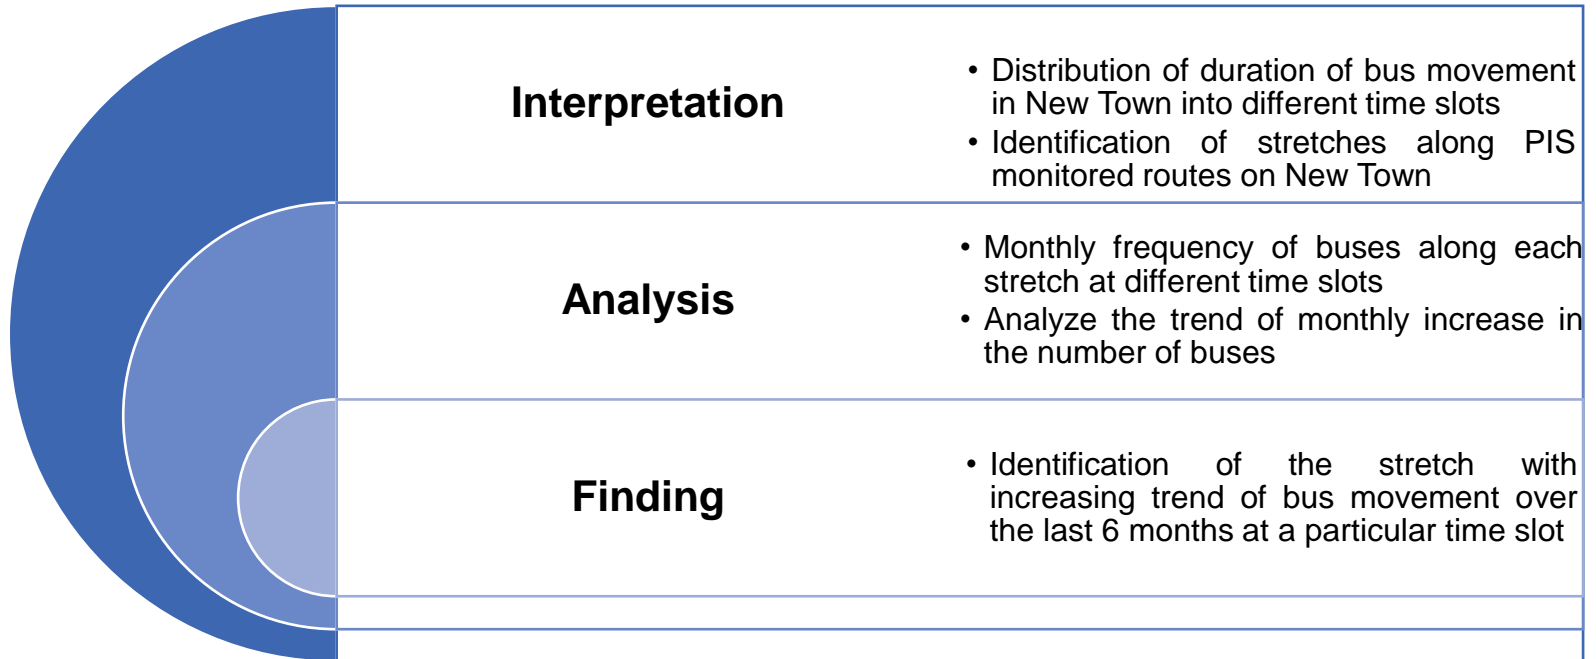 Interpretation
• Distribution of duration of bus movement
in New Town into different time slots
• Identification of stretches along PIS
monitored routes on New Town
Analysis
• Monthly frequency of buses along each
stretch at different time slots
• Analyze the trend of monthly increase in
the number of buses
Finding
• Identification of the stretch with
increasing trend of bus movement over
the last 6 months at a particular time slot